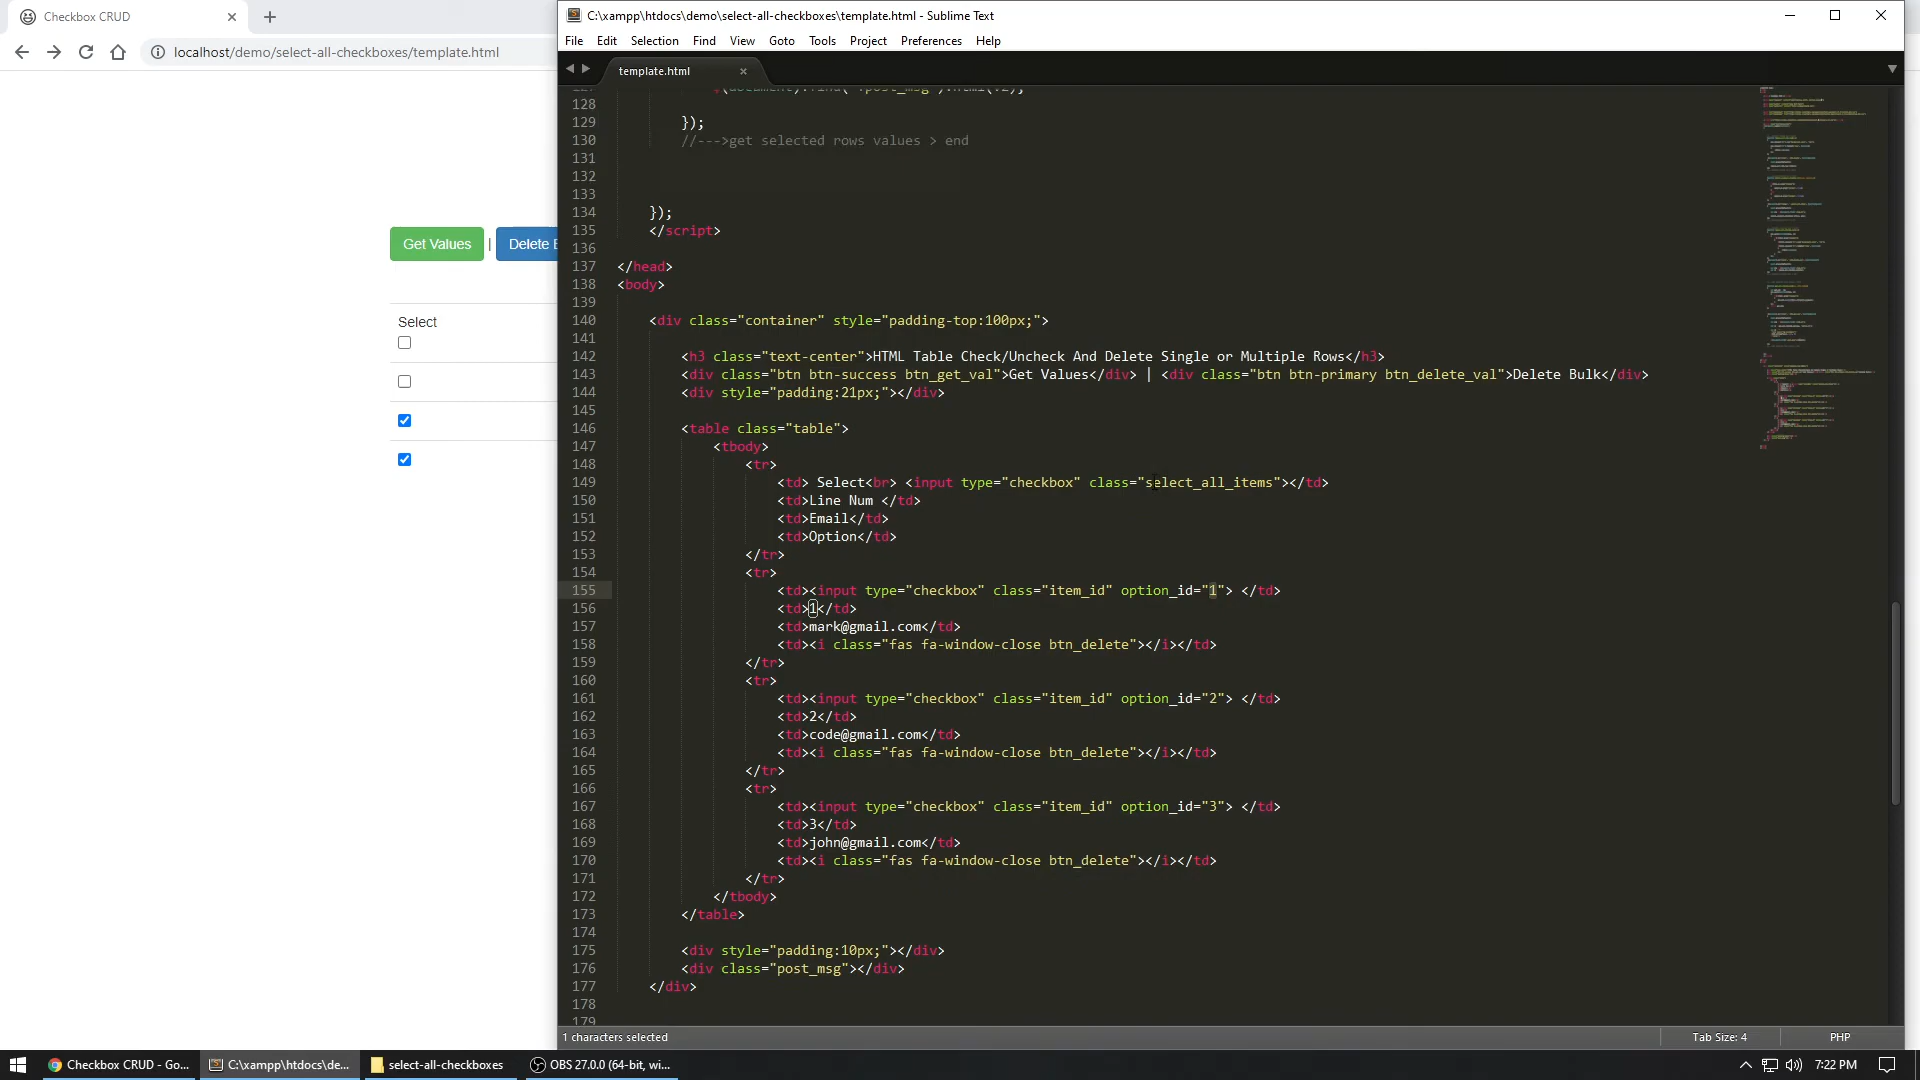 Checkbox CRUD
localhost/demo/select-all-checkboxes/template.html
Get Values | Delete
Select
C:\xampp\htdocs\demo\select-all-checkboxes\template.html - Sublime Text
File Edit Selection Find View Goto Tools Project Preferences Help
template.html
128
129 });
130 //--->get selected rows values > end
131
132
133
134 });
135 </script>
136
137 </head>
138 <body>
139
140 <div class="container" style="padding-top:100px;">
141
142 <h3 class="text-center">HTML Table Check/Uncheck And Delete Single or Multiple Rows</h3>
143 <div class="btn btn-success btn_get_val">Get Values</div> | <div class="btn btn-primary btn_delete_val">Delete Bulk</div>
144 <div style="padding:21px;"></div>
145
146 <table class="table">
147 <tbody>
148 <tr>
149 <td> Select<br> <input type="checkbox" class="select_all_items"></td>
150 <td>Line Num </td>
151 <td>Email</td>
152 <td>Option</td>
153 </tr>
154 <tr>
155 <td><input type="checkbox" class="item_id" option_id="1"> </td>
156 <td>1</td>
157 <td>mark@gmail.com</td>
158 <td><i class="fas fa-window-close btn_delete"></i></td>
159 </tr>
160 <tr>
161 <td><input type="checkbox" class="item_id" option_id="2"> </td>
162 <td>2</td>
163 <td>code@gmail.com</td>
164 <td><i class="fas fa-window-close btn_delete"></i></td>
165 </tr>
166 <tr>
167 <td><input type="checkbox" class="item_id" option_id="3"> </td>
168 <td>3</td>
169 <td>john@gmail.com</td>
170 <td><i class="fas fa-window-close btn_delete"></i></td>
171 </tr>
172 </tbody>
173 </table>
174
175 <div style="padding:10px;"></div>
176 <div class="post_msg"></div>
177 </div>
178
179
1 characters selected Tab Size: 4 PHP
Checkbox CRUD - Go... C:\xampp\htdocs\de... select-all-checkboxes OBS 27.0.0 (64-bit, wi... 7:22 PM